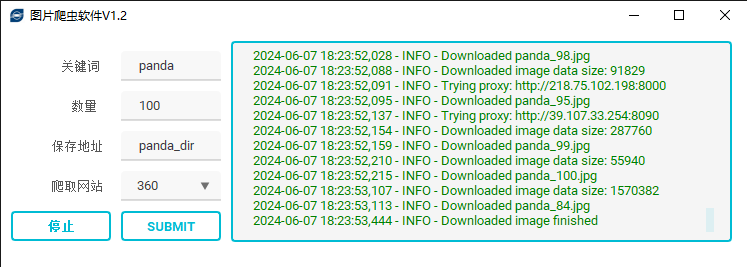 图片爬虫软件V1.2
关键词 panda
数量 100
保存地址 panda_dir
爬取网站 360
停止 SUBMIT
2024-06-07 18:23:52,028 - INFO - Downloaded panda_98.jpg
2024-06-07 18:23:52,088 - INFO - Downloaded image data size: 91829
2024-06-07 18:23:52,091 - INFO - Trying proxy: http://218.75.102.198:8000
2024-06-07 18:23:52,095 - INFO - Downloaded panda_95.jpg
2024-06-07 18:23:52,137 - INFO - Trying proxy: http://39.107.33.254:8090
2024-06-07 18:23:52,154 - INFO - Downloaded image data size: 287760
2024-06-07 18:23:52,159 - INFO - Downloaded panda_99.jpg
2024-06-07 18:23:52,210 - INFO - Downloaded image data size: 55940
2024-06-07 18:23:52,215 - INFO - Downloaded panda_100.jpg
2024-06-07 18:23:53,107 - INFO - Downloaded image data size: 1570382
2024-06-07 18:23:53,113 - INFO - Downloaded panda_84.jpg
2024-06-07 18:23:53,444 - INFO - Downloaded image finished